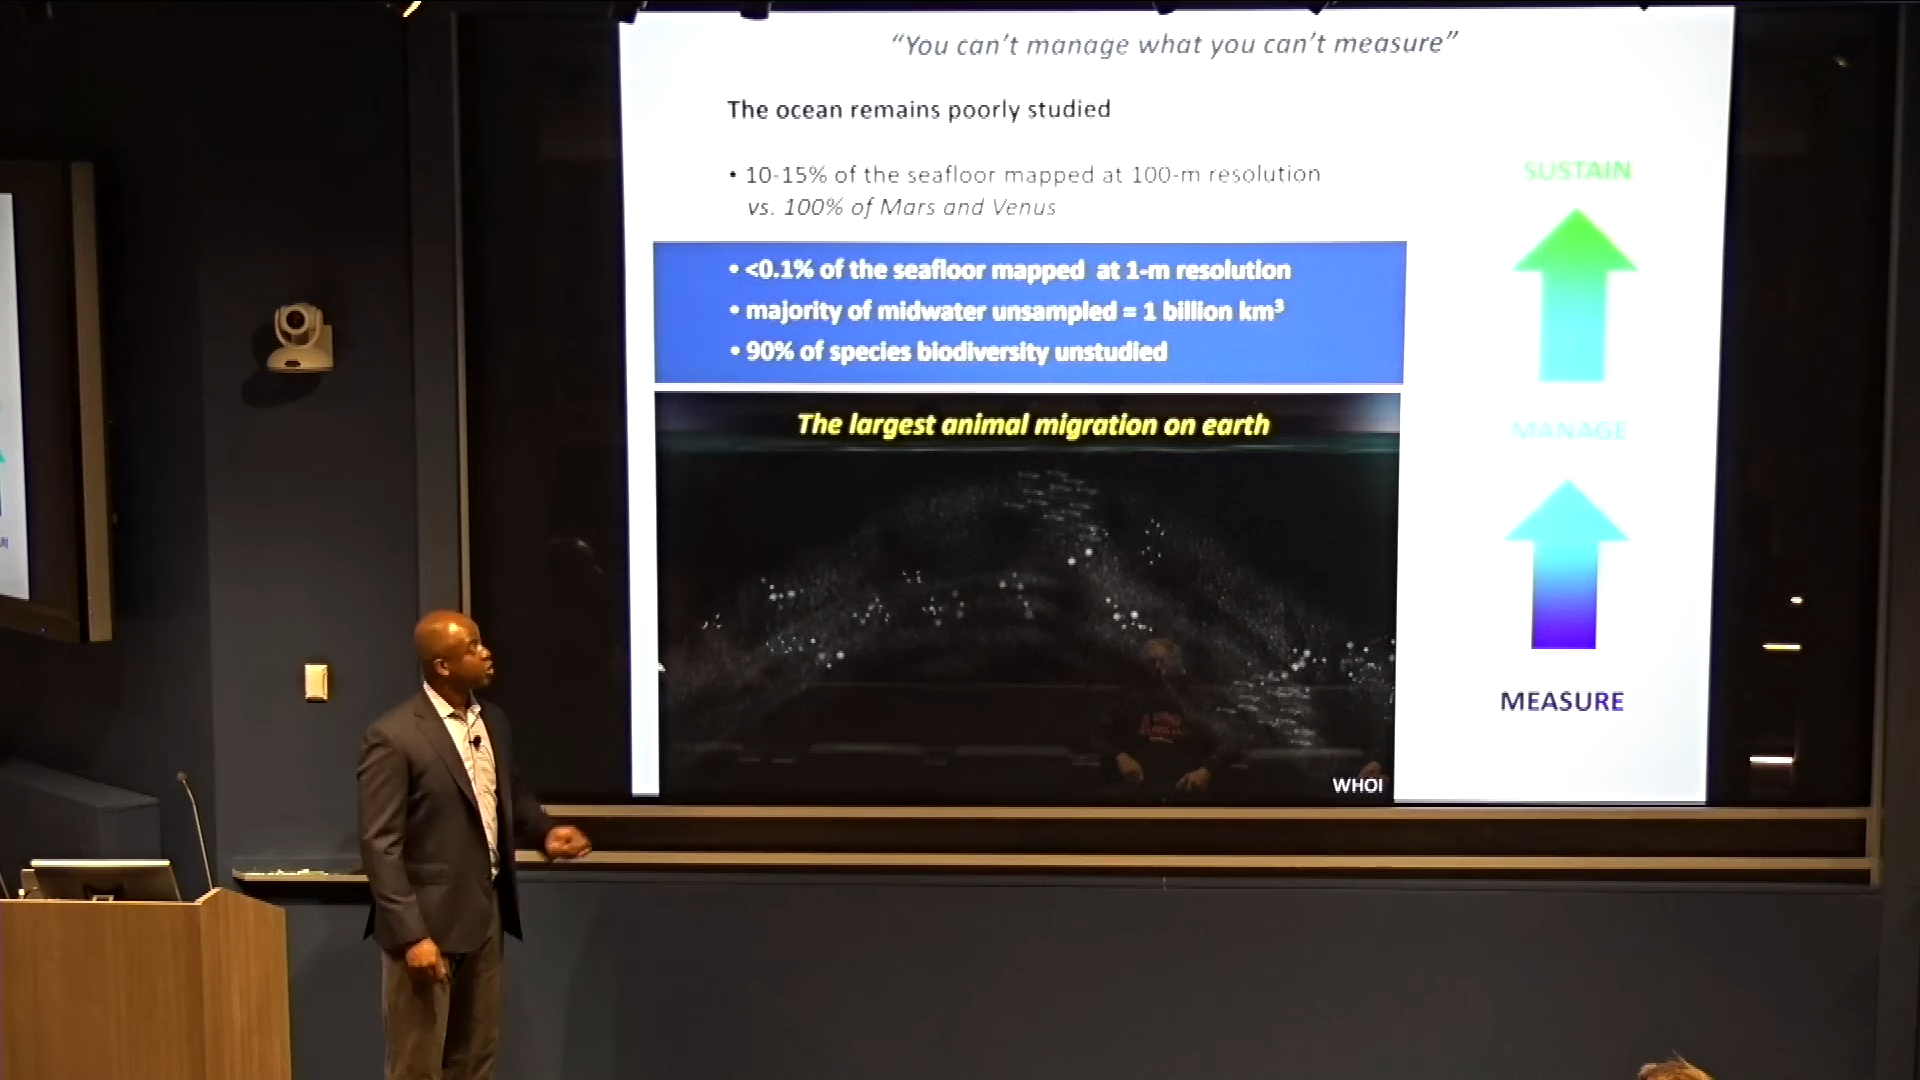 “You can’t manage what you can’t measure”
The ocean remains poorly studied
• 10-15% of the seafloor mapped at 100-m resolution
vs. 100% of Mars and Venus
• <0.1% of the seafloor mapped at 1-m resolution
• majority of midwater unsampled = 1 billion km³
• 90% of species biodiversity unstudied
The largest animal migration on earth
WHOI
SUSTAIN
MANAGE
MEASURE